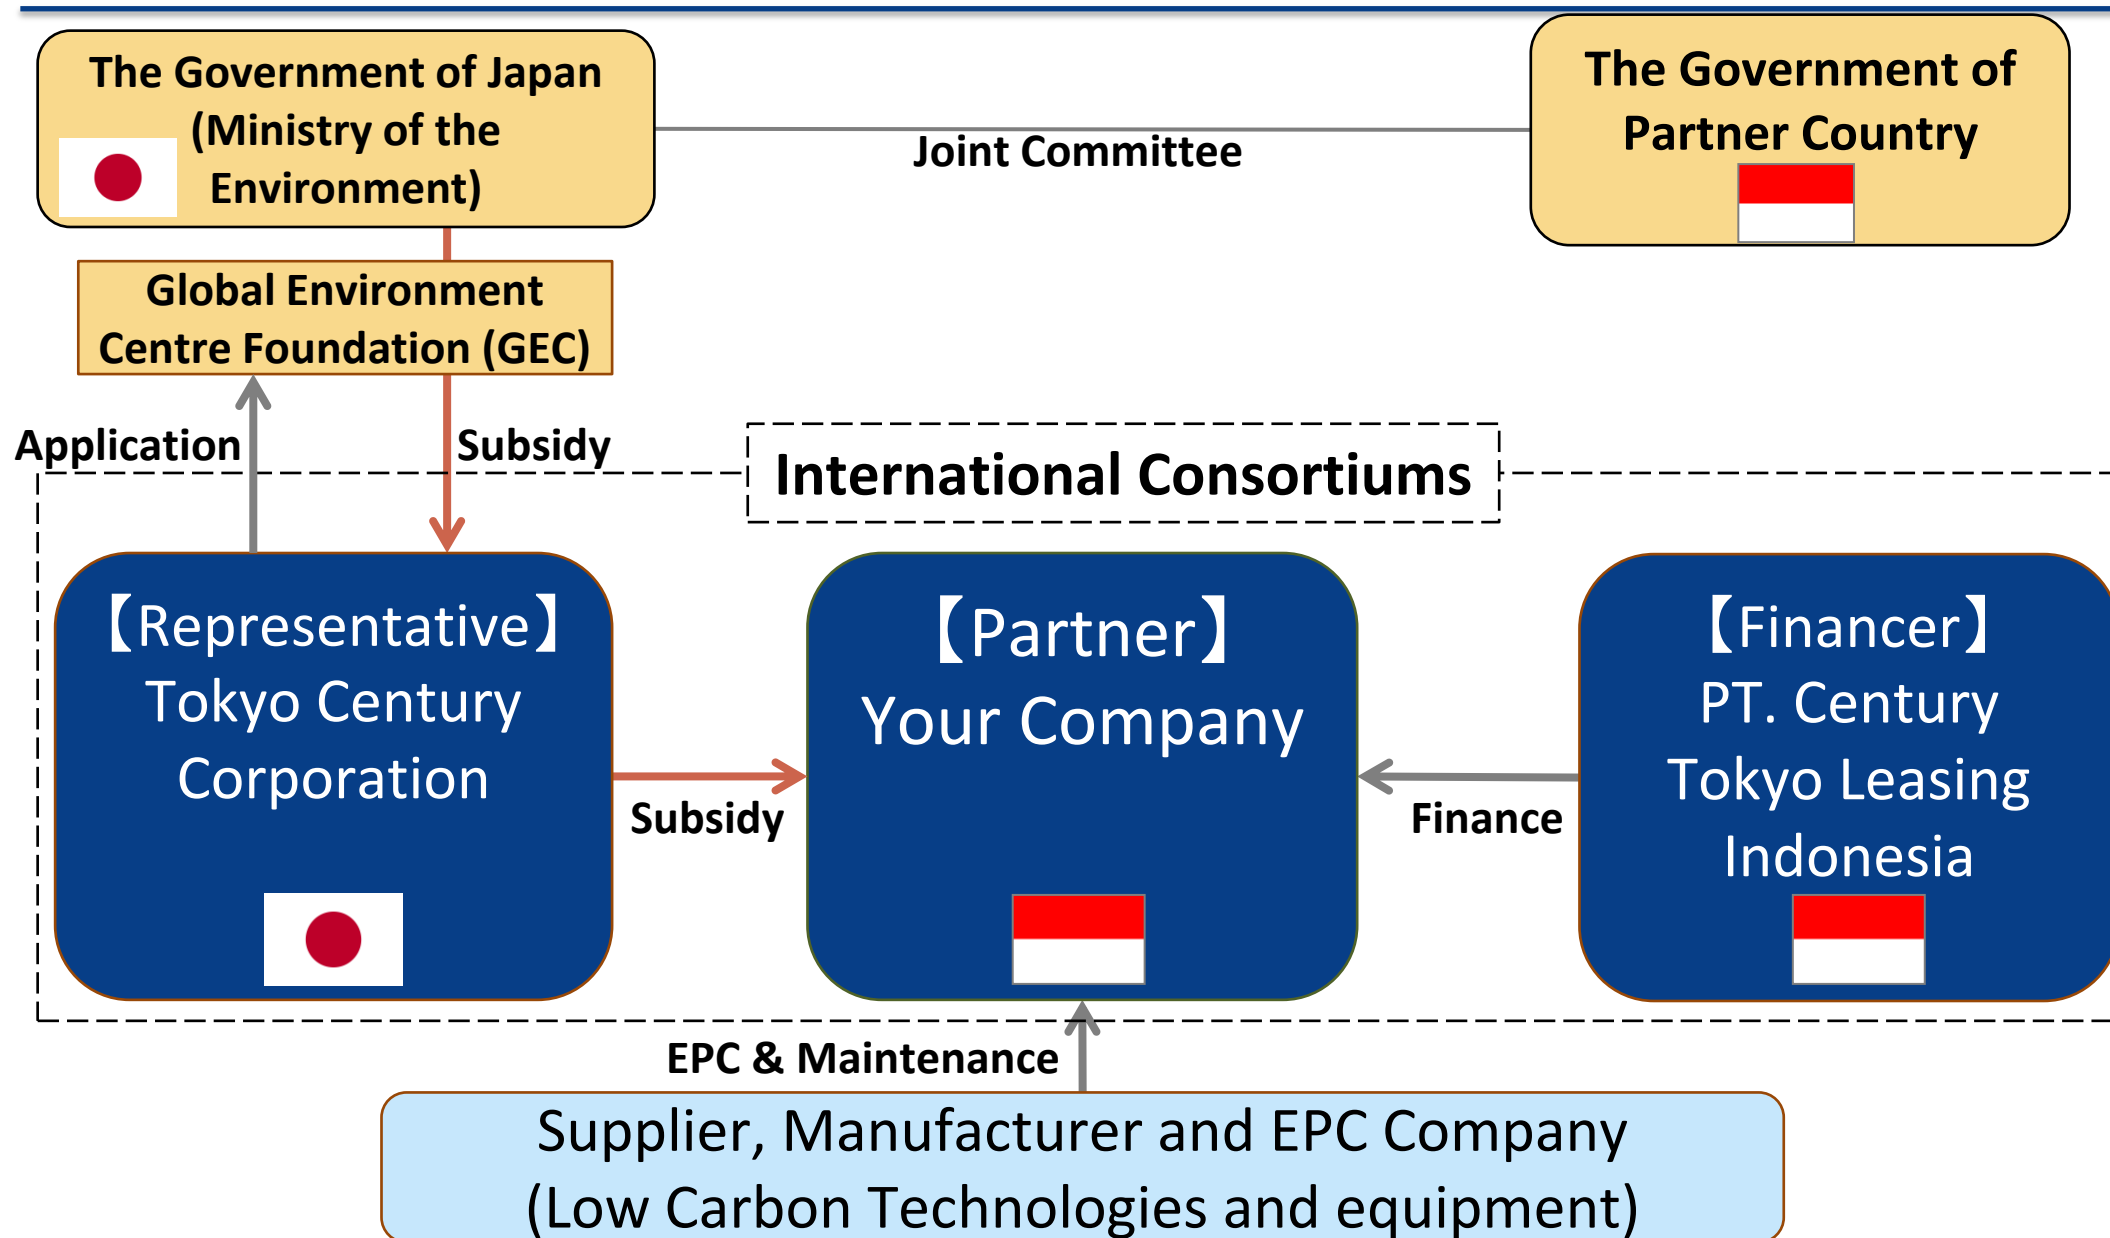 The Government of Japan
(Ministry of the
Environment)
Joint Committee
The Government of
Partner Country
Global Environment
Centre Foundation (GEC)
Application
Subsidy
International Consortiums
【Representative】
Tokyo Century
Corporation
Subsidy
【Partner】
Your Company
Finance
【Financer】
PT. Century
Tokyo Leasing
Indonesia
EPC & Maintenance
Supplier, Manufacturer and EPC Company
(Low Carbon Technologies and equipment)